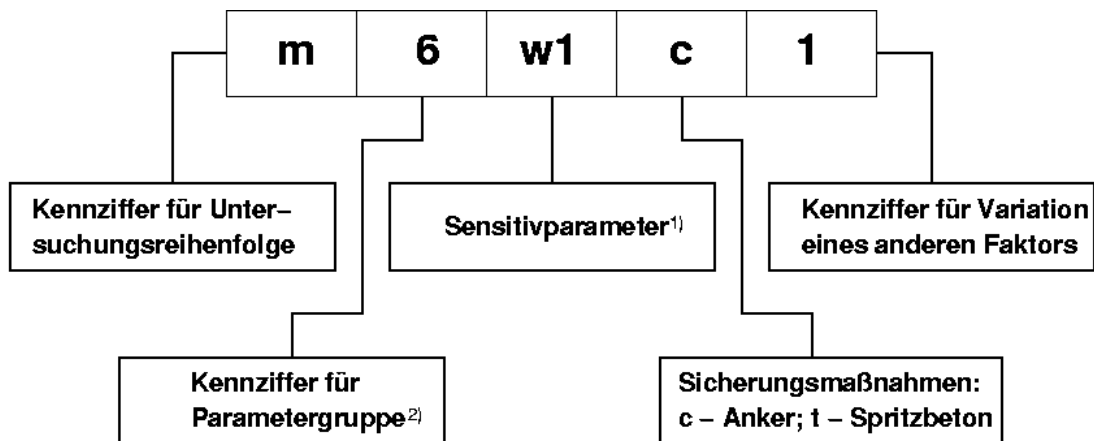 m 6 w1 c 1
Kennziffer für Unter–
suchungsreihenfolge
Sensitivparameter1)
Kennziffer für Variation
eines anderen Faktors
Kennziffer für
Parametergruppe2)
Sicherungsmaßnahmen:
c – Anker; t – Spritzbeton